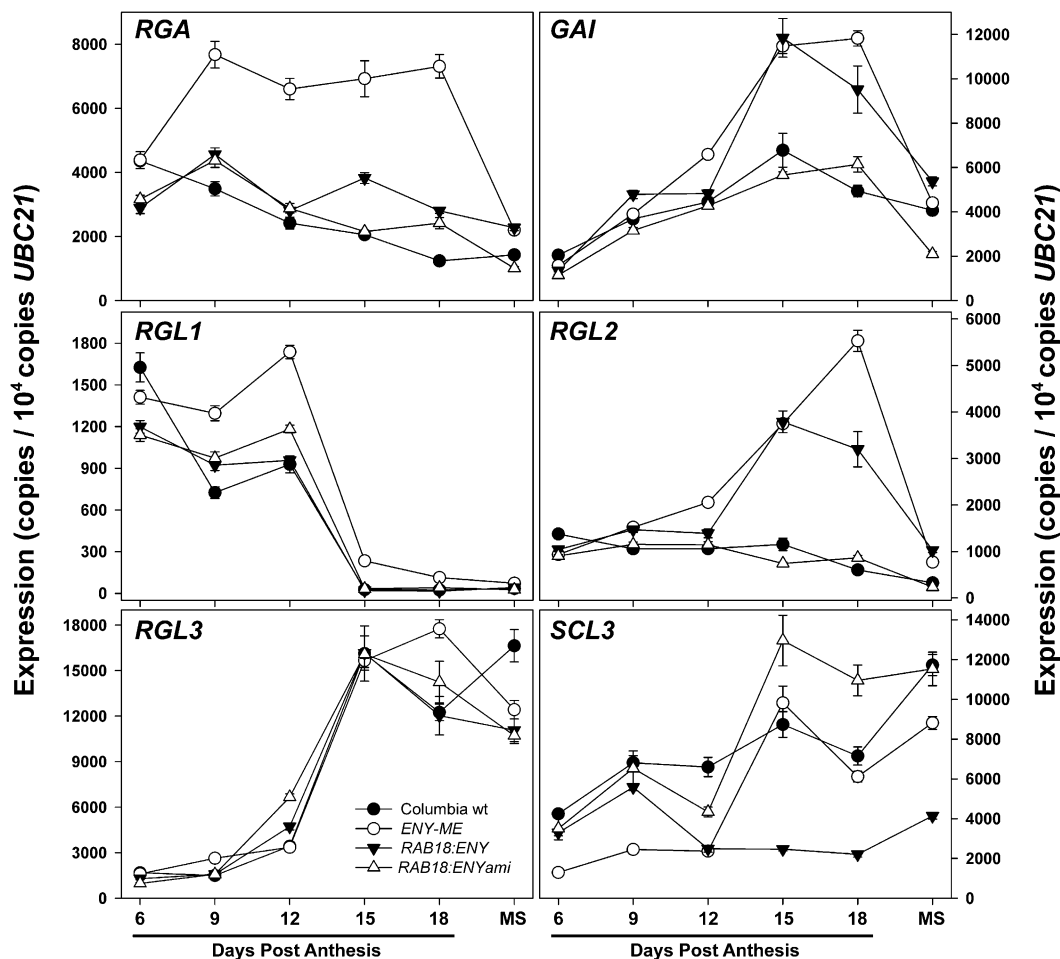 RGA
GAI
8000
6000
4000
2000
0
12000
10000
8000
6000
4000
2000
0
RGL1
RGL2
1800
1500
1200
900
600
300
0
6000
5000
4000
3000
2000
1000
0
RGL3
SCL3
18000
15000
12000
9000
6000
3000
0
14000
12000
10000
8000
6000
4000
2000
0
Columbia wt
ENY-ME
RAB18:ENY
RAB18:ENYami
6 9 12 15 18 MS
6 9 12 15 18 MS
Days Post Anthesis
Days Post Anthesis
Expression (copies / 10⁴ copies UBC21)
Expression (copies / 10⁴ copies UBC21)